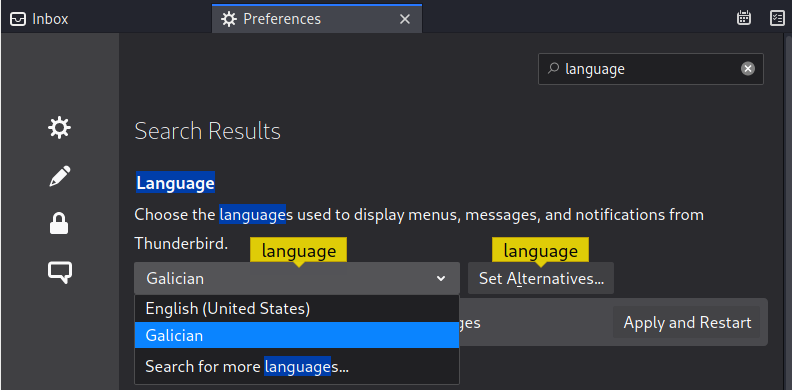 Inbox
Preferences
language
Search Results
Language
Choose the languages used to display menus, messages, and notifications from
Thunderbird.
language
language
Galician
Set Alternatives...
English (United States)
Galician
Apply and Restart
Search for more languages...